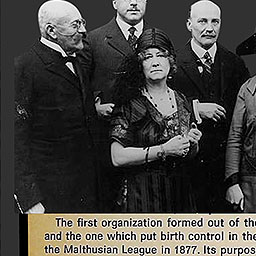 The first organization formed out of the
and the one which put birth control in the
the Malthusian League in 1877. Its purpos